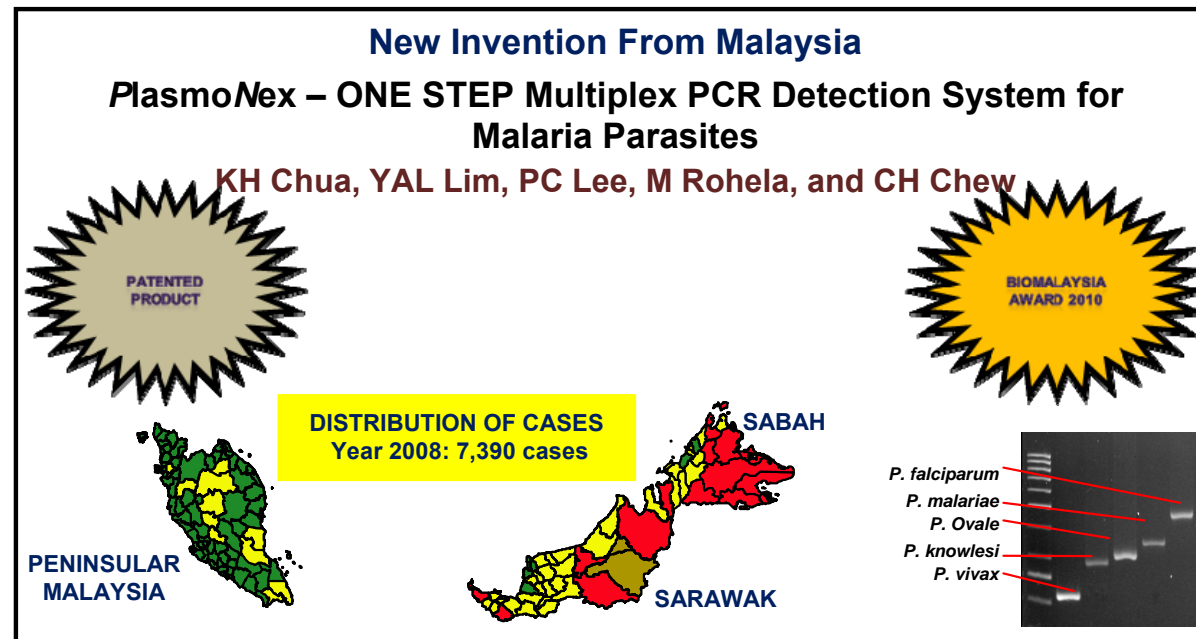 New Invention From Malaysia
PlasmoNex – ONE STEP Multiplex PCR Detection System for
Malaria Parasites
KH Chua, YAL Lim, PC Lee, M Rohela, and CH Chew
PATENTED
PRODUCT
BIOMALAYSIA
AWARD 2010
DISTRIBUTION OF CASES
Year 2008: 7,390 cases
SABAH
PENINSULAR
MALAYSIA
SARAWAK
P. falciparum
P. malariae
P. Ovale
P. knowlesi
P. vivax